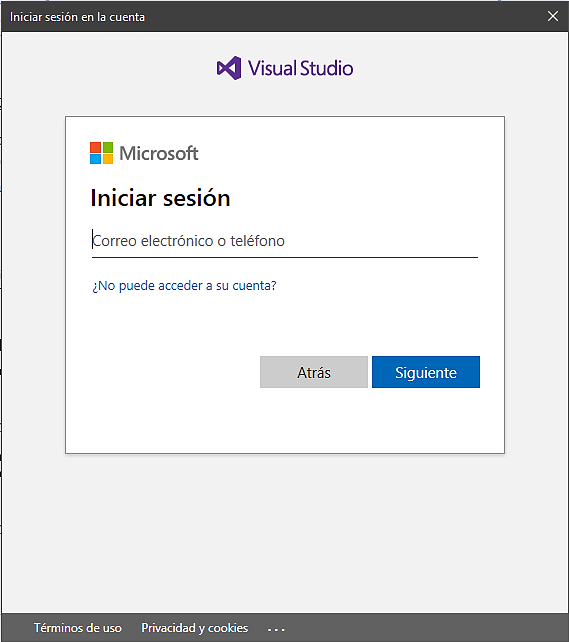 Iniciar sesión en la cuenta
Visual Studio
Microsoft
Iniciar sesión
Correo electrónico o teléfono
¿No puede acceder a su cuenta?
Atrás Siguiente
Términos de uso Privacidad y cookies ...